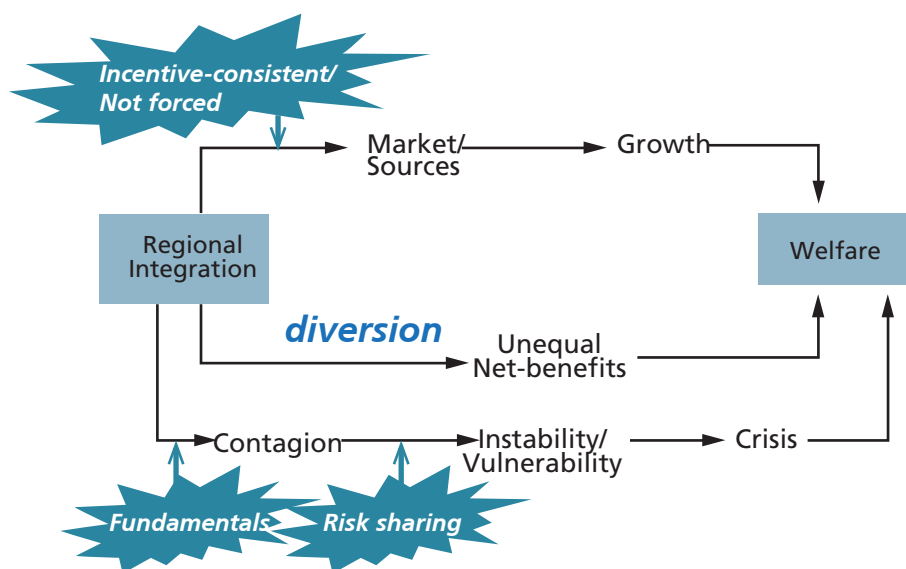 Incentive-consistent/
Not forced
Market/
Sources
Growth
Regional
Integration
Welfare
diversion
Unequal
Net-benefits
Contagion
Instability/
Vulnerability
Crisis
Fundamentals
Risk sharing